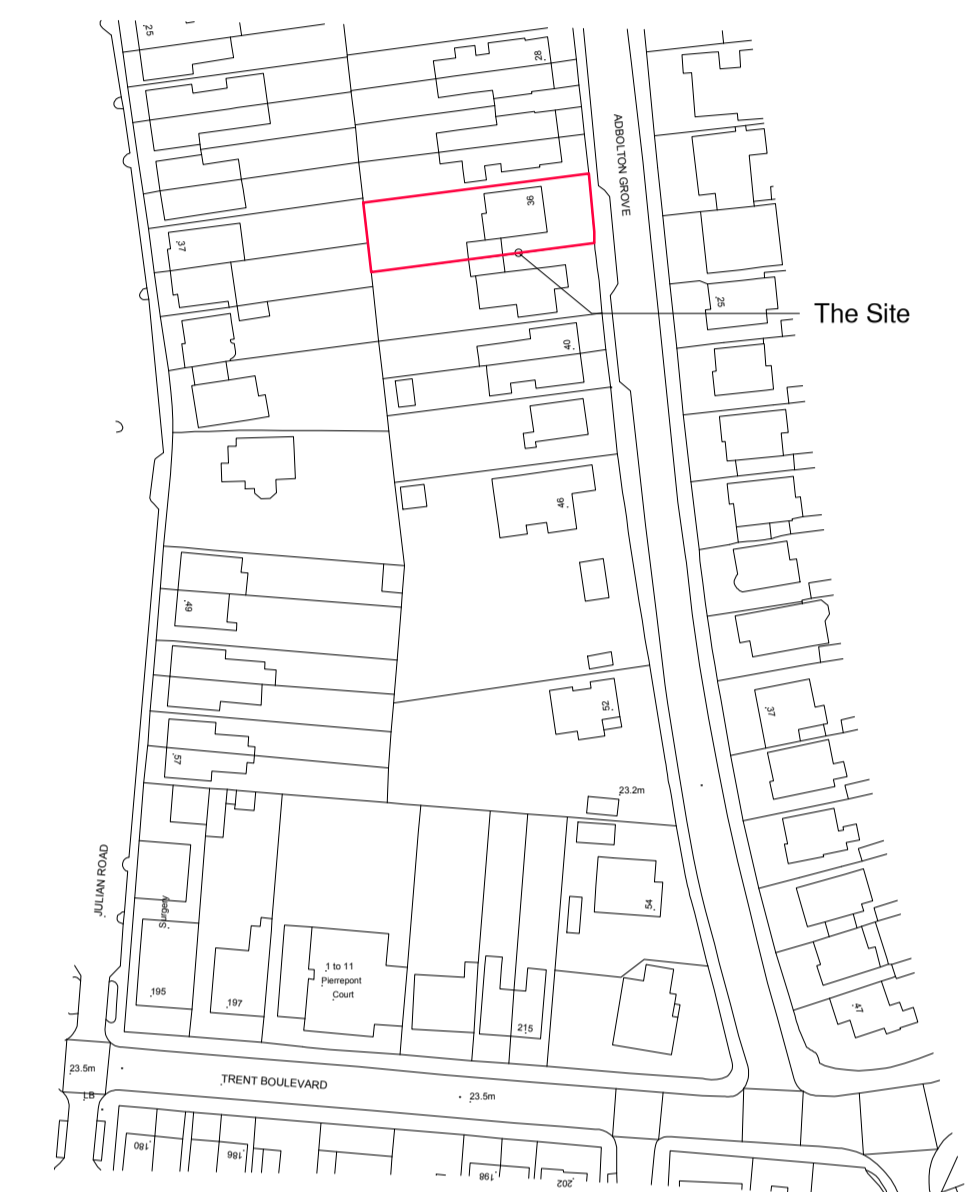 25
28
ADBOLTON GROVE
36
37
The Site
25
40
46
49
52
37
57
23.2m
JULIAN ROAD
Surgery
54
195
197
1 to 11
Pierrepont
Court
215
47
23.5m
TRENT BOULEVARD
23.5m
LB
180
186
198
202